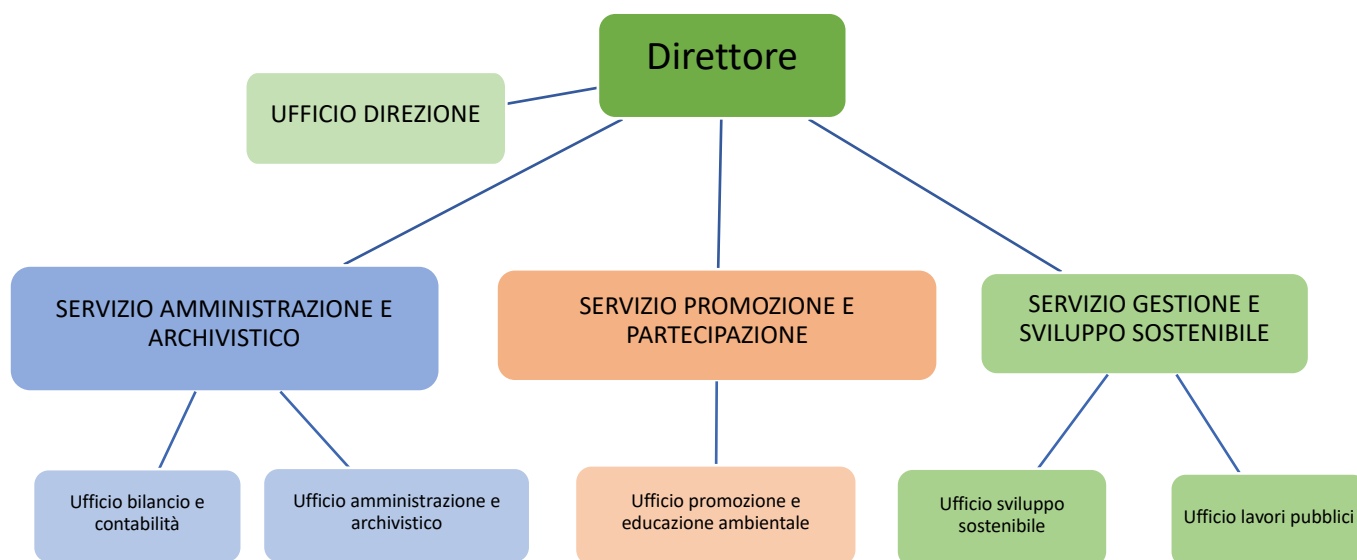 Direttore
UFFICIO DIREZIONE
SERVIZIO AMMINISTRAZIONE E
ARCHIVISTICO
SERVIZIO PROMOZIONE E
PARTECIPAZIONE
SERVIZIO GESTIONE E
SVILUPPO SOSTENIBILE
Ufficio bilancio e
contabilità
Ufficio amministrazione e
archivistico
Ufficio promozione e
educazione ambientale
Ufficio sviluppo
sostenibile
Ufficio lavori pubblici